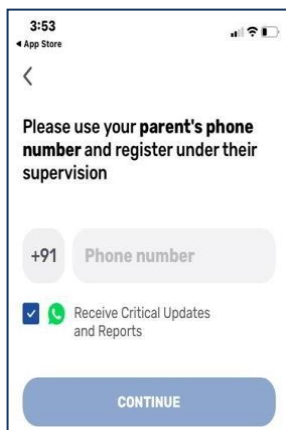 3:53
◀ App Store
Please use your parent's phone
number and register under their
supervision
+91 Phone number
Receive Critical Updates
and Reports
CONTINUE